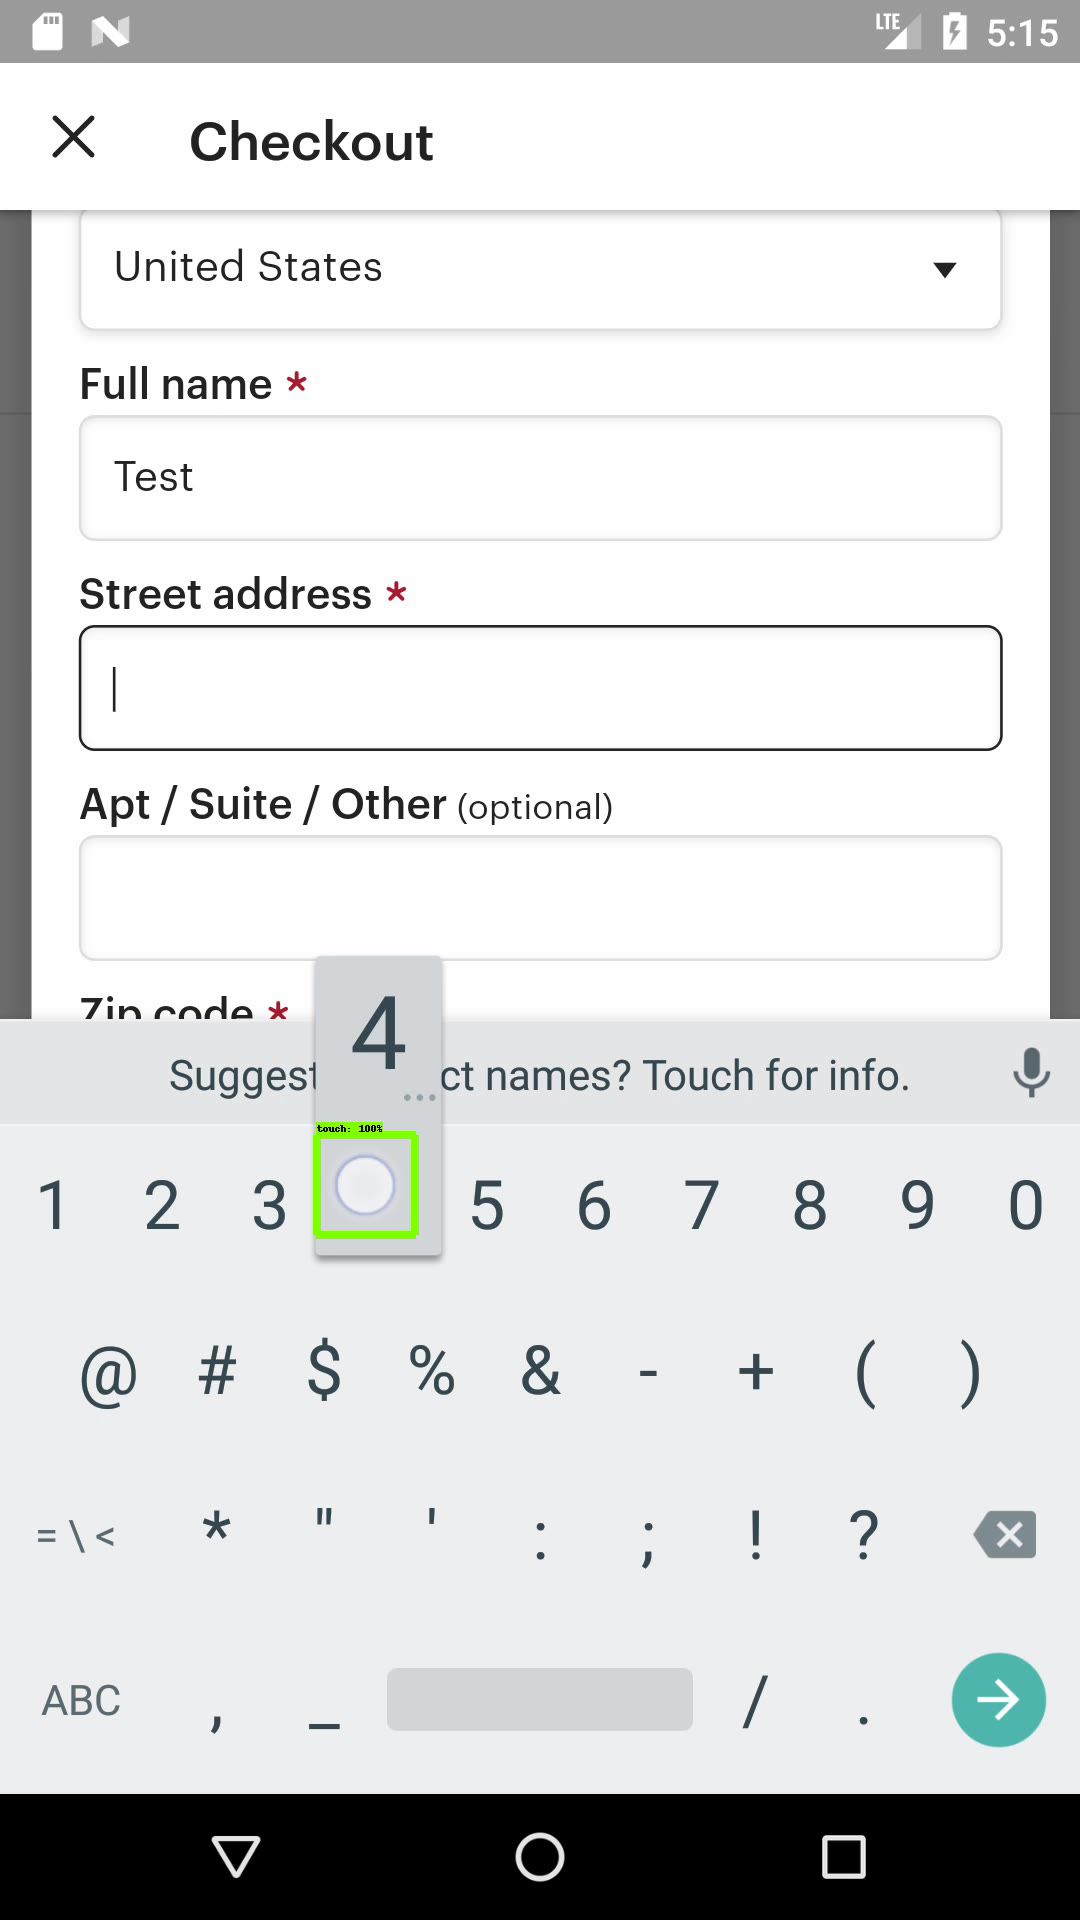 LTE 5:15
Checkout
United States
Full name *
Test
Street address *
Apt / Suite / Other (optional)
Zip code *
4
Suggest ct names? Touch for info.
touch: 100%
1 2 3 5 6 7 8 9 0
@ # $ % & - + ( )
= \ < * " ' : ; ! ?
ABC , _ / .